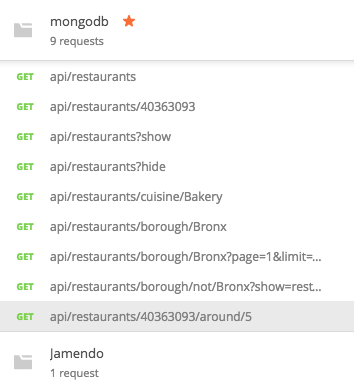 mongodb
9 requests
GET api/restaurants
GET api/restaurants/40363093
GET api/restaurants?show
GET api/restaurants?hide
GET api/restaurants/cuisine/Bakery
GET api/restaurants/borough/Bronx
GET api/restaurants/borough/Bronx?page=1&limit=...
GET api/restaurants/borough/not/Bronx?show=rest...
GET api/restaurants/40363093/around/5
Jamendo
1 request